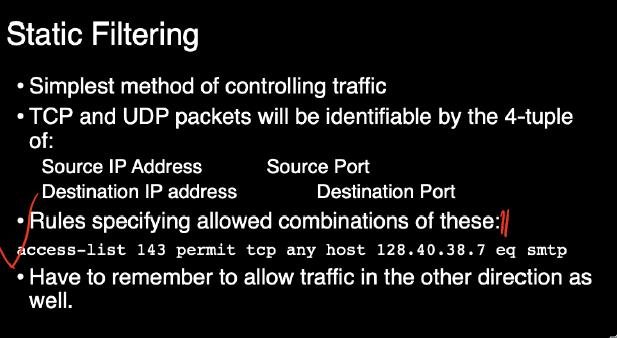 Static Filtering
• Simplest method of controlling traffic
• TCP and UDP packets will be identifiable by the 4-tuple
of:
Source IP Address Source Port
Destination IP address Destination Port
• Rules specifying allowed combinations of these:
access-list 143 permit tcp any host 128.40.38.7 eq smtp
• Have to remember to allow traffic in the other direction as
well.